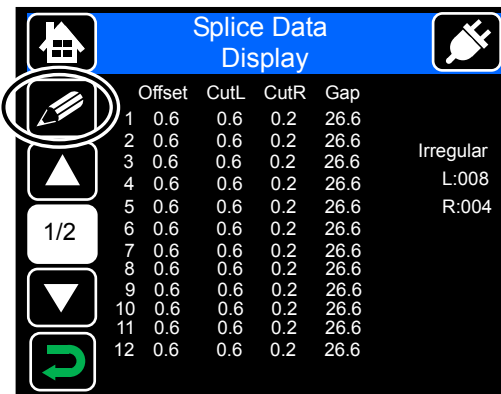 Splice Data
Display
Offset CutL CutR Gap
1 0.6 0.6 0.2 26.6
2 0.6 0.6 0.2 26.6
3 0.6 0.6 0.2 26.6
4 0.6 0.6 0.2 26.6
5 0.6 0.6 0.2 26.6
6 0.6 0.6 0.2 26.6
7 0.6 0.6 0.2 26.6
8 0.6 0.6 0.2 26.6
9 0.6 0.6 0.2 26.6
10 0.6 0.6 0.2 26.6
11 0.6 0.6 0.2 26.6
12 0.6 0.6 0.2 26.6
Irregular
L:008
R:004
1/2